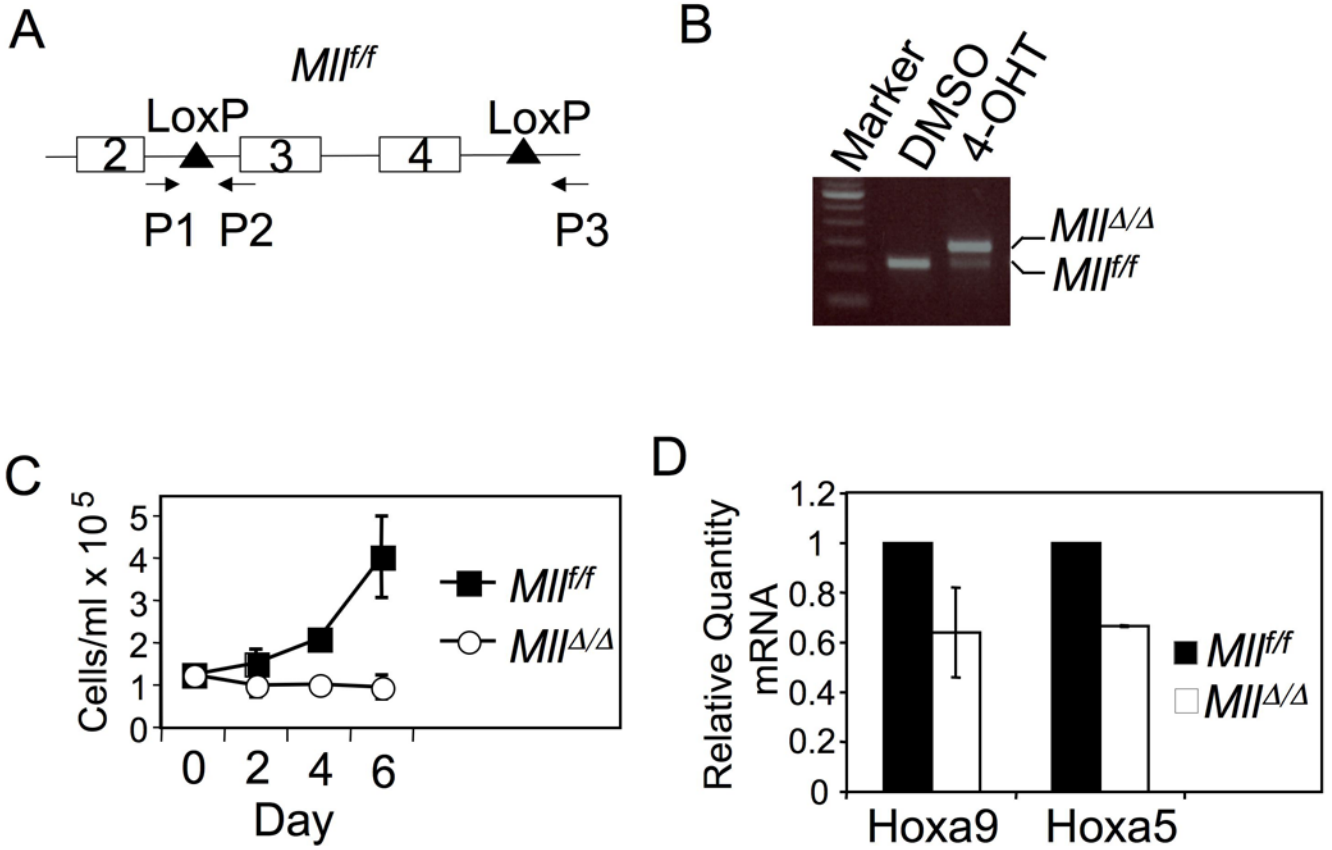 A
Mll^f/f
LoxP
LoxP
2
3
4
P1
P2
P3
B
Marker
DMSO
4-OHT
Mll^Δ/Δ
Mll^f/f
C
Cells/ml x 10^5
5
4
3
2
1
0
0
2
4
6
Day
Mll^f/f
Mll^Δ/Δ
D
Relative Quantity
mRNA
1.2
1
0.8
0.6
0.4
0.2
0
Hoxa9
Hoxa5
Mll^f/f
Mll^Δ/Δ